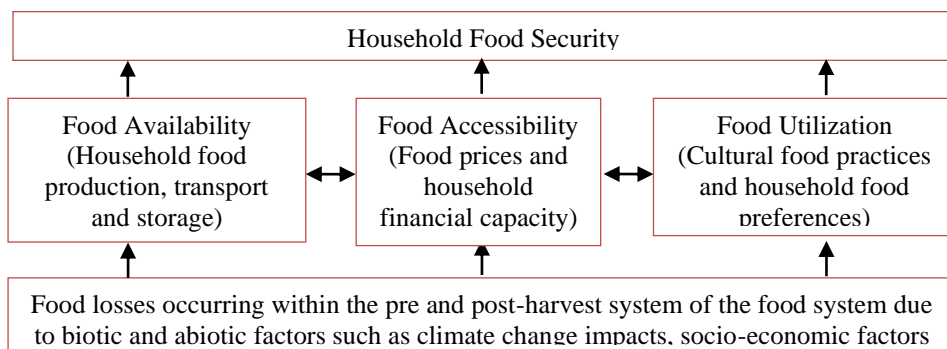 Household Food Security
Food Availability
(Household food
production, transport
and storage)
Food Accessibility
(Food prices and
household
financial capacity)
Food Utilization
(Cultural food practices
and household food
preferences)
Food losses occurring within the pre and post-harvest system of the food system due
to biotic and abiotic factors such as climate change impacts, socio-economic factors